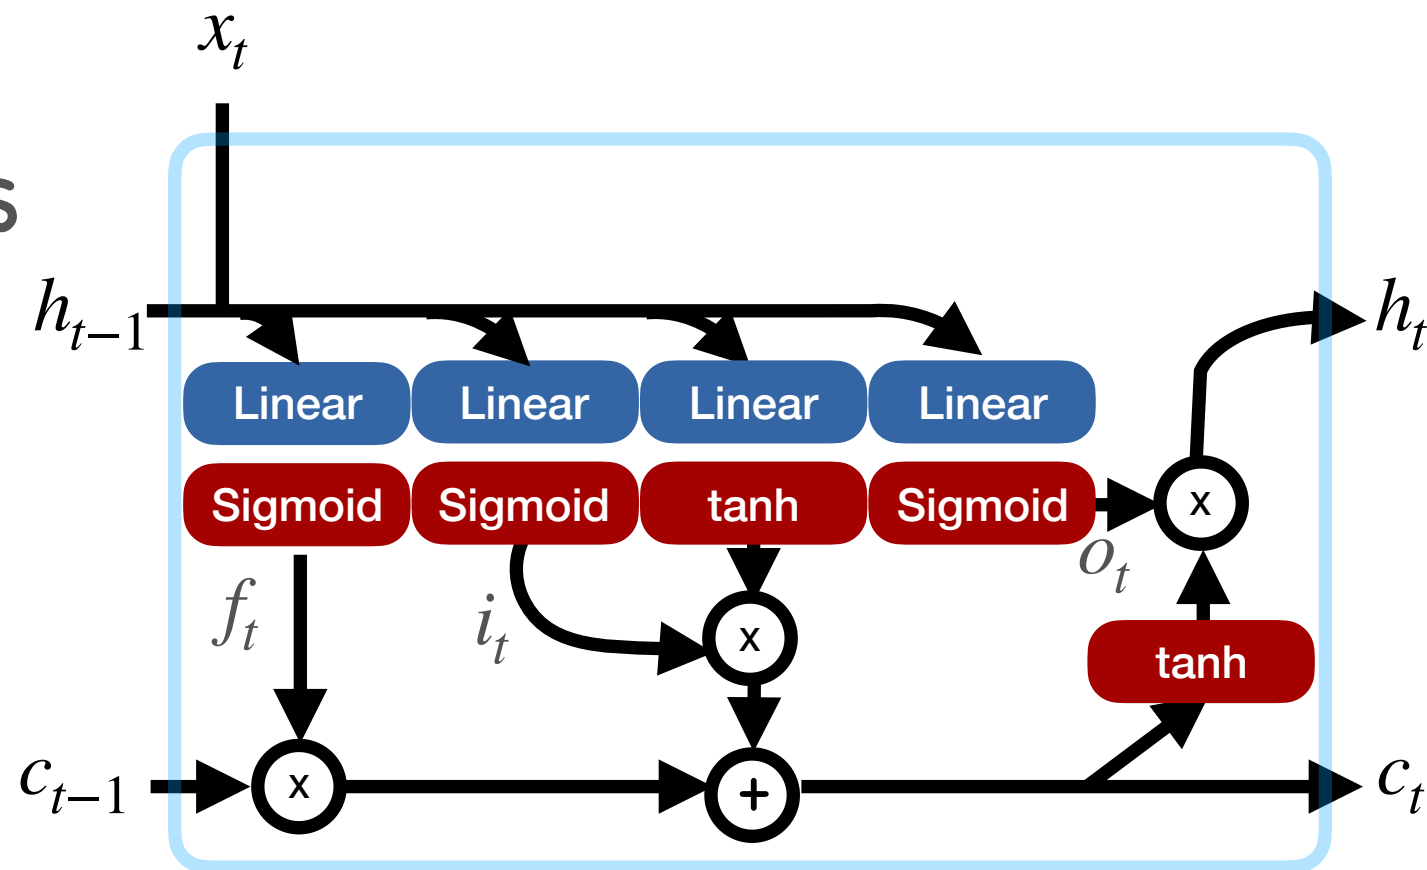 x_t
s
h_{t−1}
h_t
Linear Linear Linear Linear
Sigmoid Sigmoid tanh Sigmoid
x
f_t
i_t
o_t
x
tanh
c_{t−1}
x
+
c_t